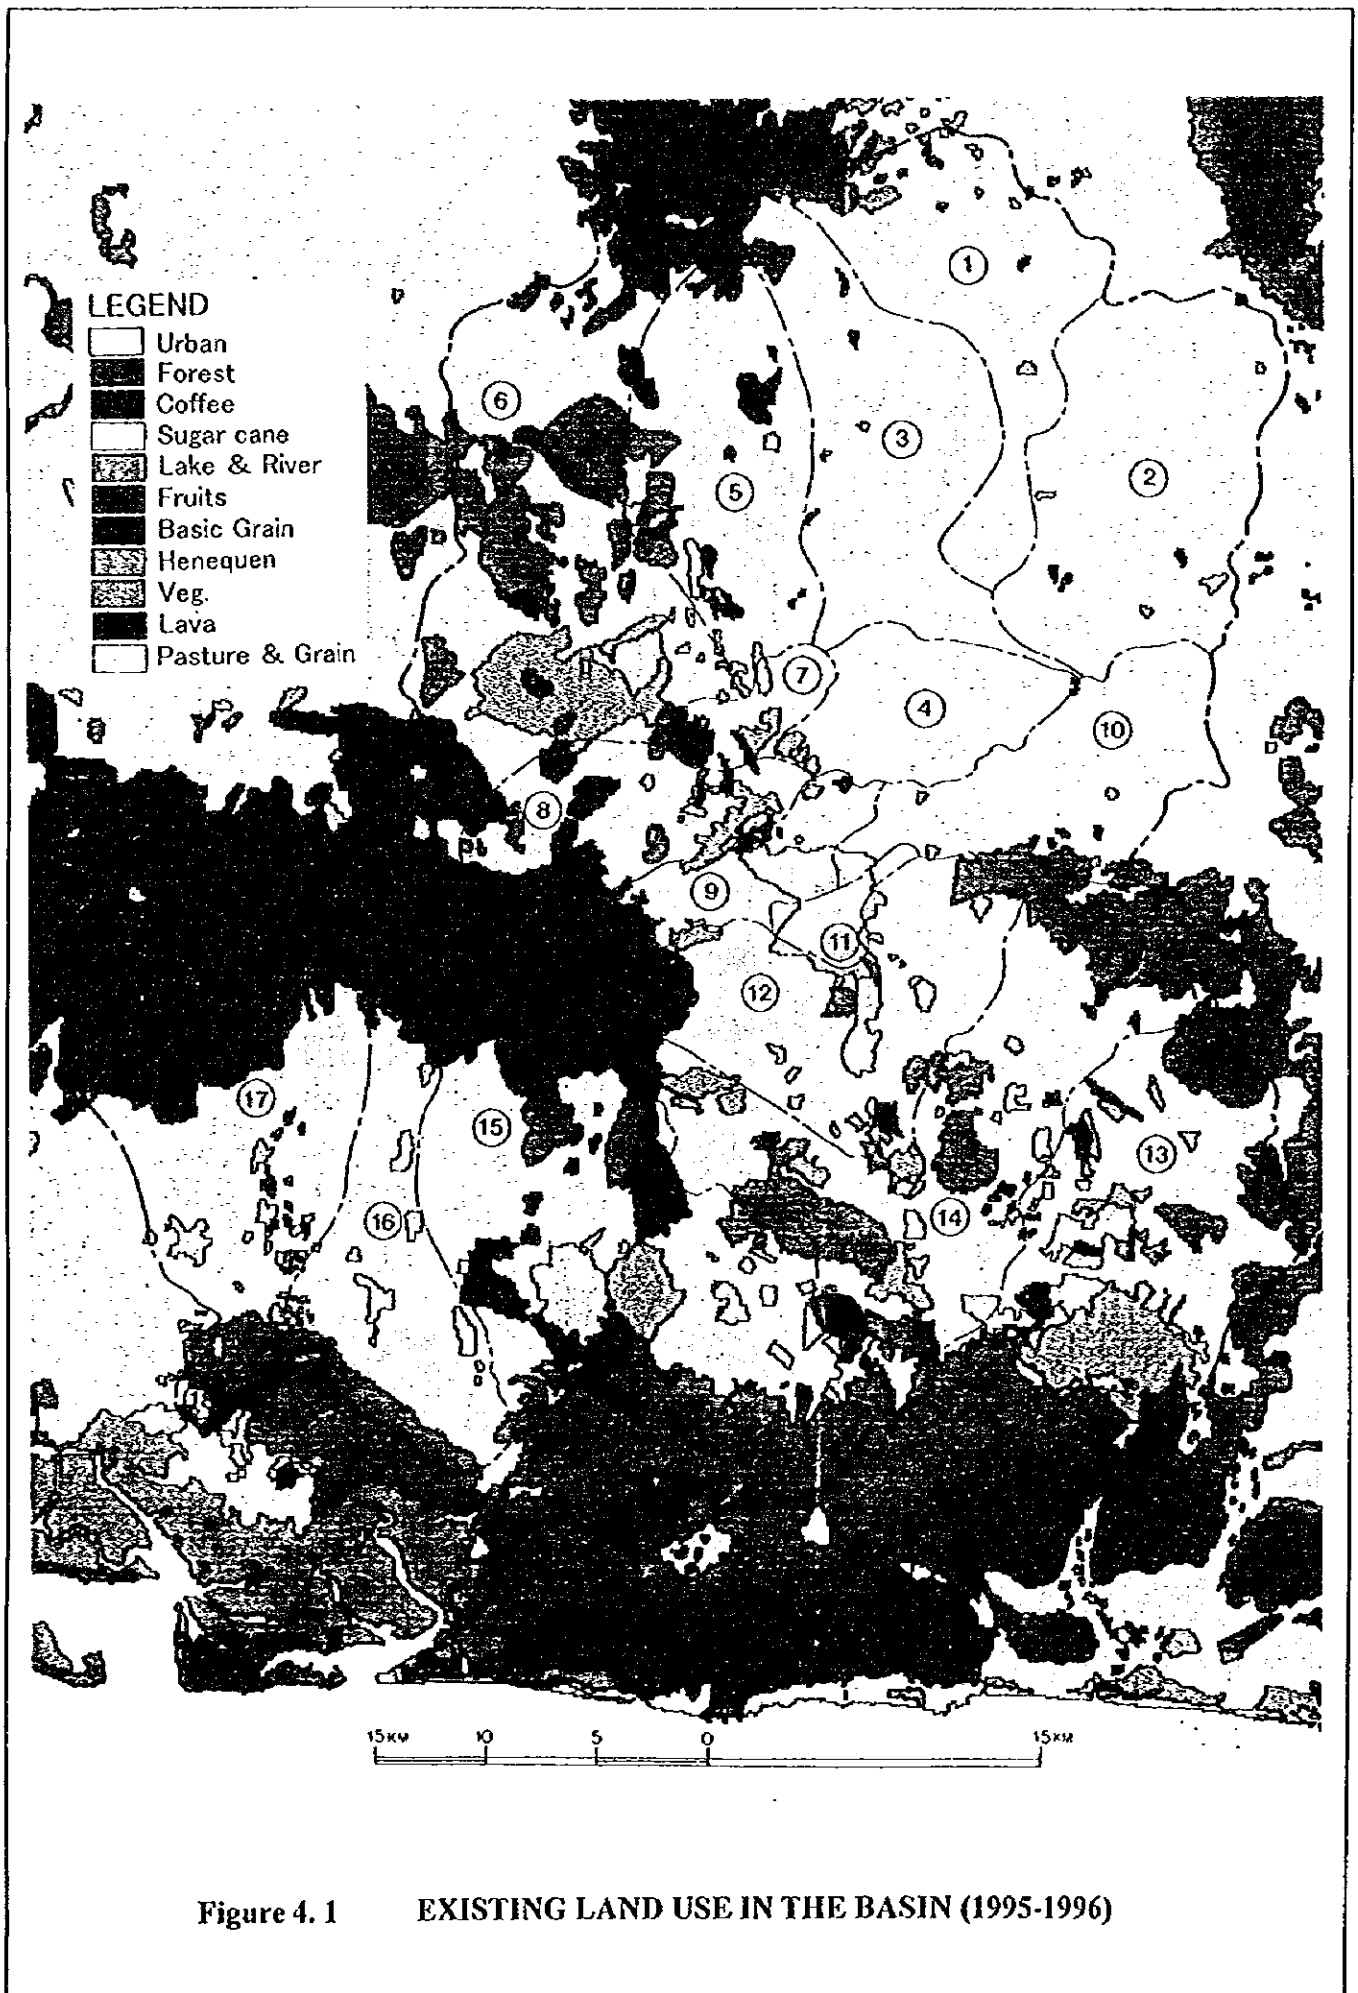 1
LEGEND
Urban
Forest
Coffee
Sugar cane
Lake & River
Fruits
Basic Grain
Henequen
Veg.
Lava
Pasture & Grain
6
3
2
5
7
4
10
8
9
11
12
17
15
13
16
14
15KM 10 5 0 15KM
Figure 4. 1 EXISTING LAND USE IN THE BASIN (1995-1996)